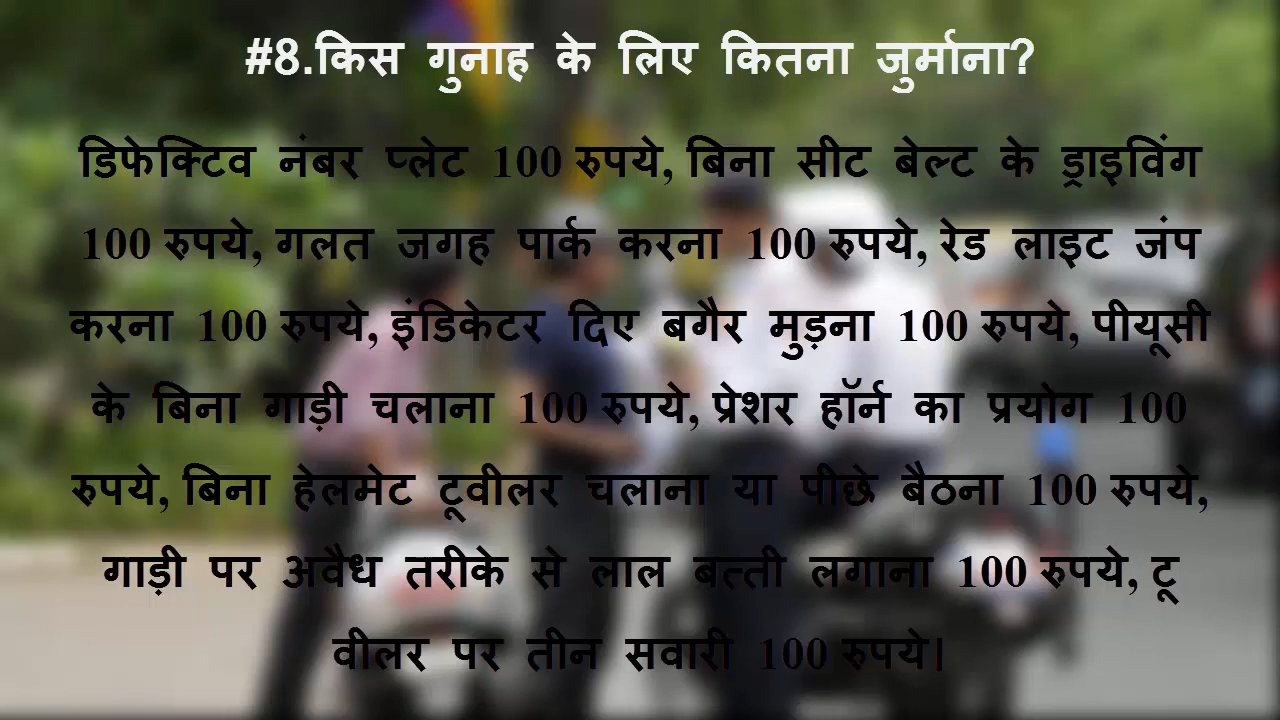 #8.किस गुनाह के लिए कितना जुर्माना?
डिफेक्टिव नंबर प्लेट 100 रुपये, बिना सीट बेल्ट के ड्राइविंग
100 रुपये, गलत जगह पार्क करना 100 रुपये, रेड लाइट जंप
करना 100 रुपये, इंडिकेटर दिए बगैर मुड़ना 100 रुपये, पीयूसी
के बिना गाड़ी चलाना 100 रुपये, प्रेशर हॉर्न का प्रयोग 100
रुपये, बिना हेलमेट टूवीलर चलाना या पीछे बैठना 100 रुपये,
गाड़ी पर अवैध तरीके से लाल बत्ती लगाना 100 रुपये, टू
वीलर पर तीन सवारी 100 रुपये।